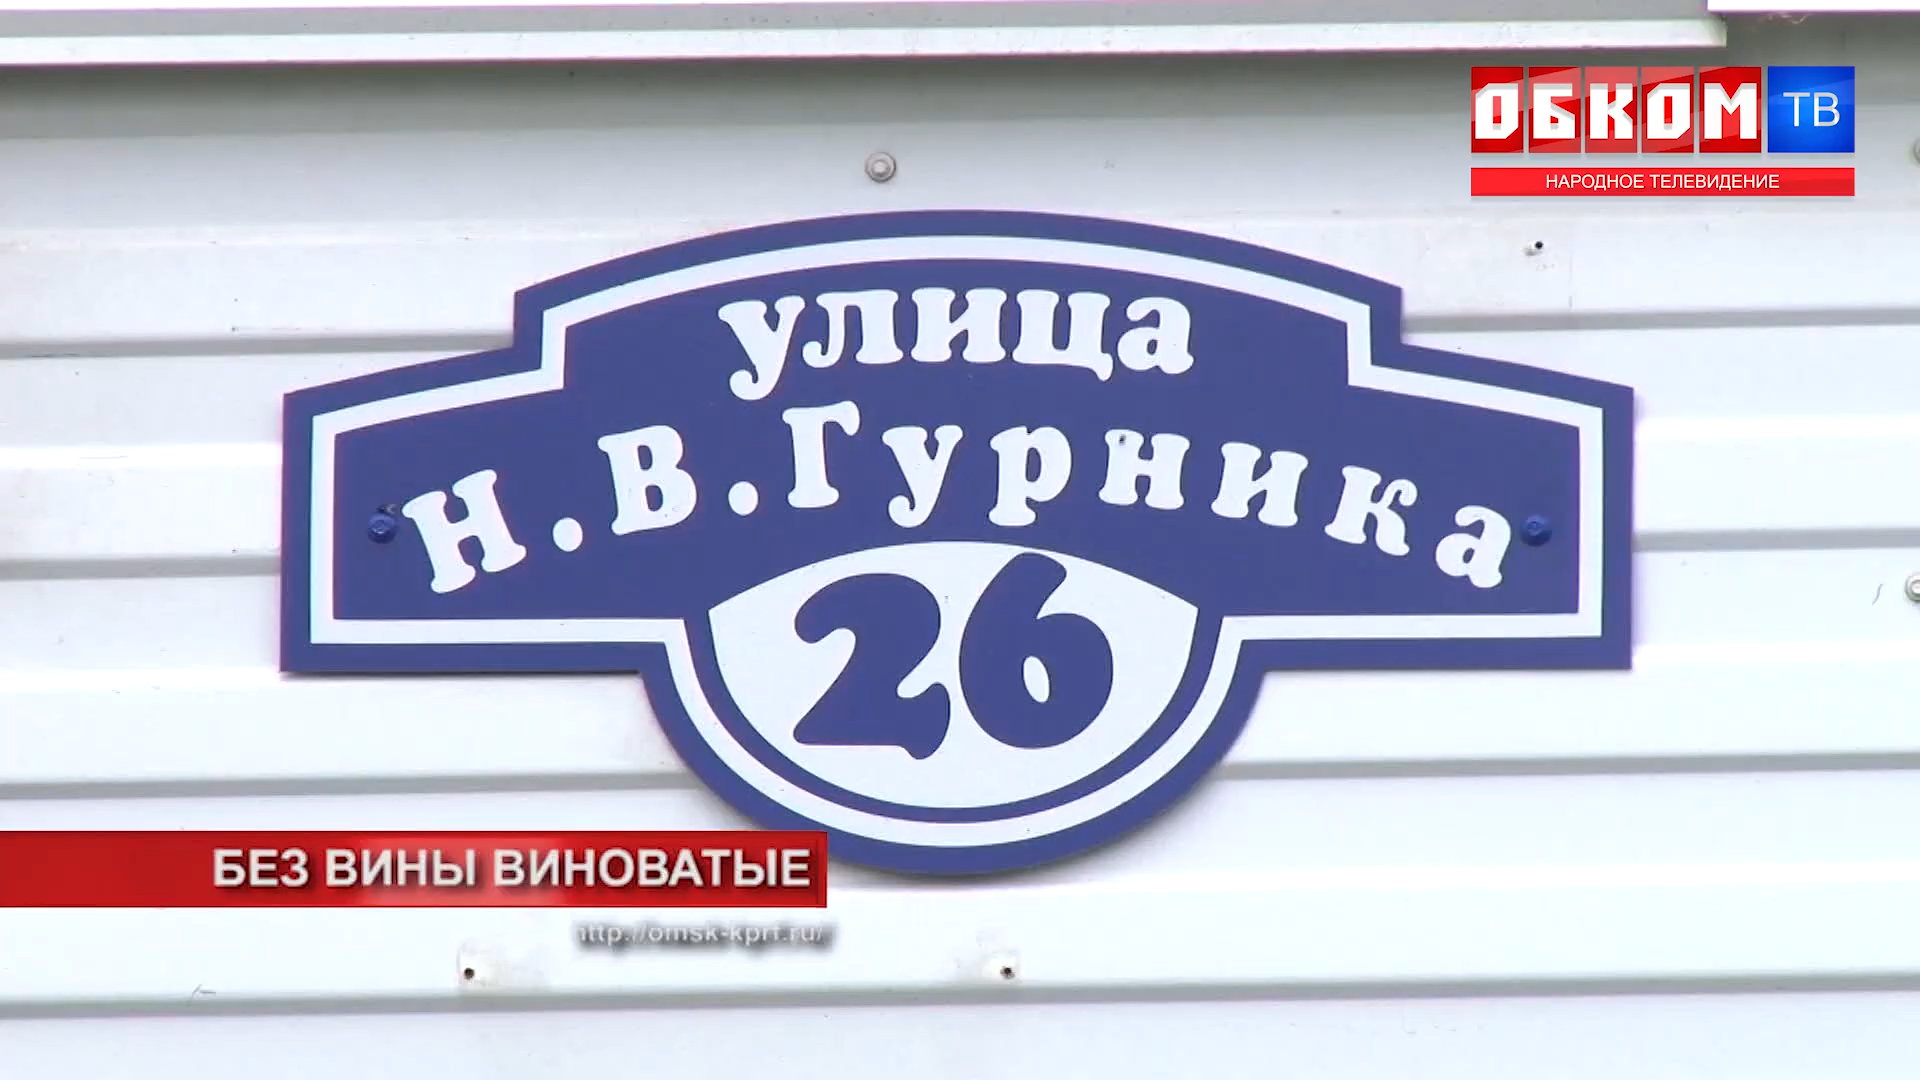 ОБКОМ ТВ
НАРОДНОЕ ТЕЛЕВИДЕНИЕ
улица
Н.В.Гурника
26
БЕЗ ВИНЫ ВИНОВАТЫЕ
http://omsk-kprf.ru/